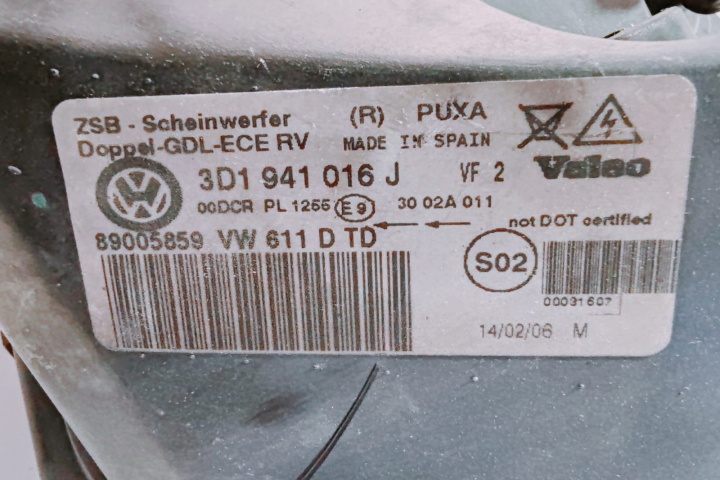 ZSB - Scheinwerfer (R) PUXA
Doppel-GDL-ECE RV MADE IN SPAIN
3D1 941 016 J VF 2 Valeo
00DCR PL 1255 E9 30 02A 011
not DOT certified
89005859 VW 611 D TD
S02
00031607
14/02/06 M